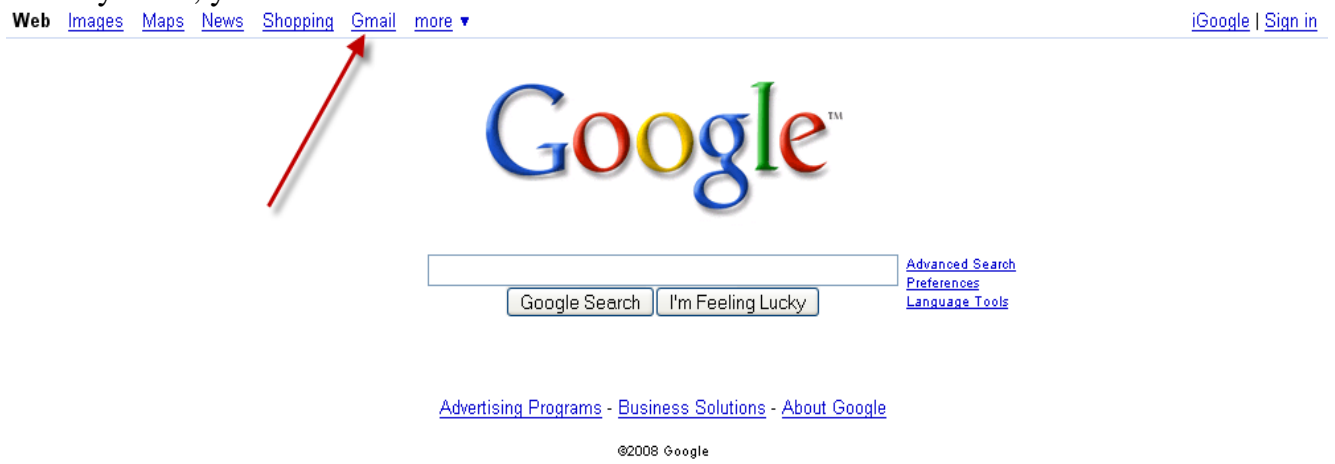 Web Images Maps News Shopping Gmail more ▼ iGoogle | Sign in
Google™
Advanced Search
Preferences
Google Search I'm Feeling Lucky Language Tools
Advertising Programs - Business Solutions - About Google
©2008 Google